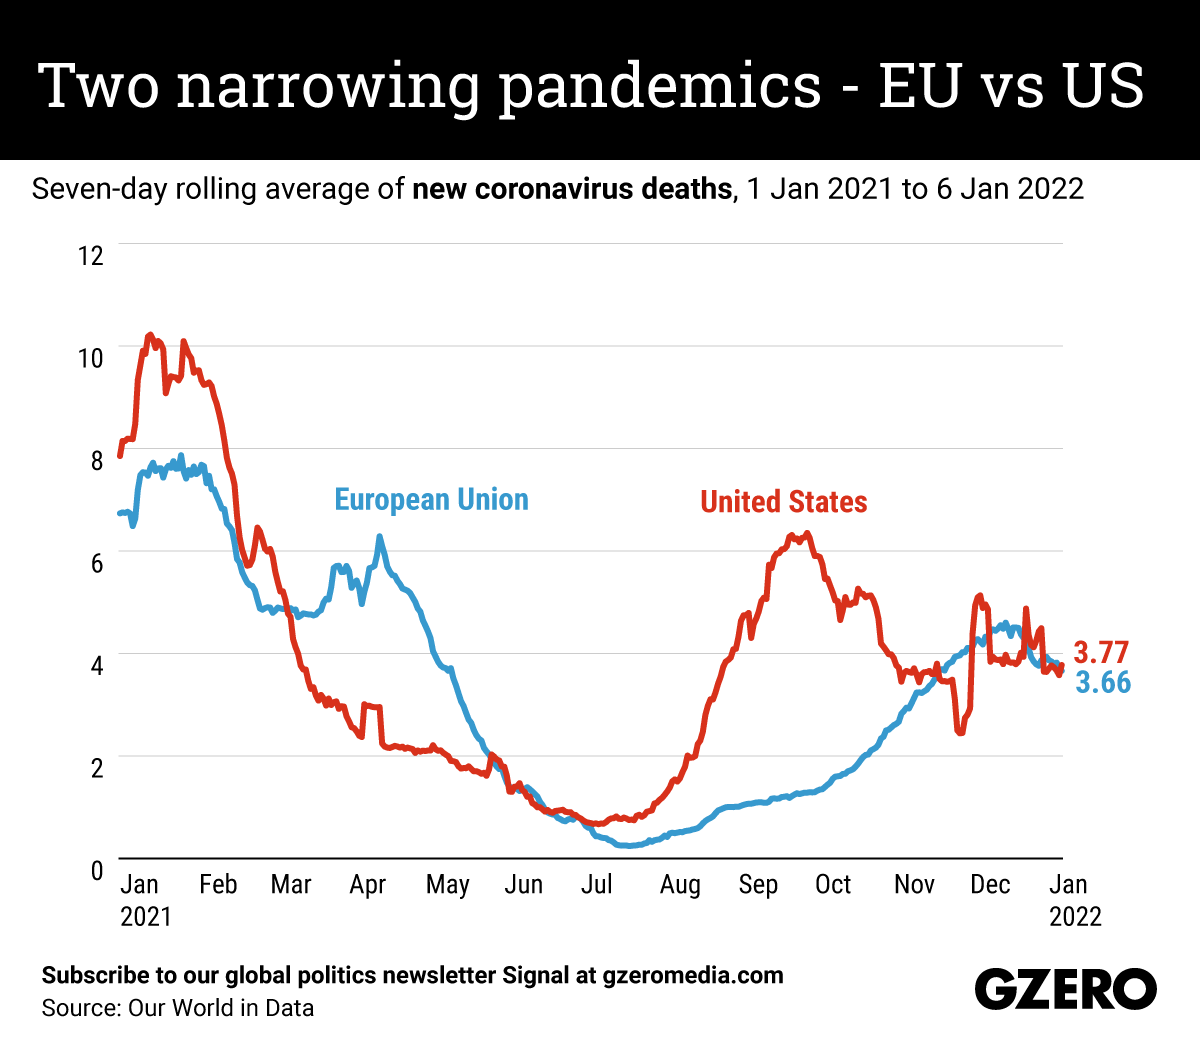 Two narrowing pandemics - EU vs US
Seven-day rolling average of new coronavirus deaths, 1 Jan 2021 to 6 Jan 2022
12
10
8
6
4
2
0
European Union
United States
3.77
3.66
Jan Feb Mar Apr May Jun Jul Aug Sep Oct Nov Dec Jan
2021 2022
Subscribe to our global politics newsletter Signal at gzeromedia.com
Source: Our World in Data
GZERO